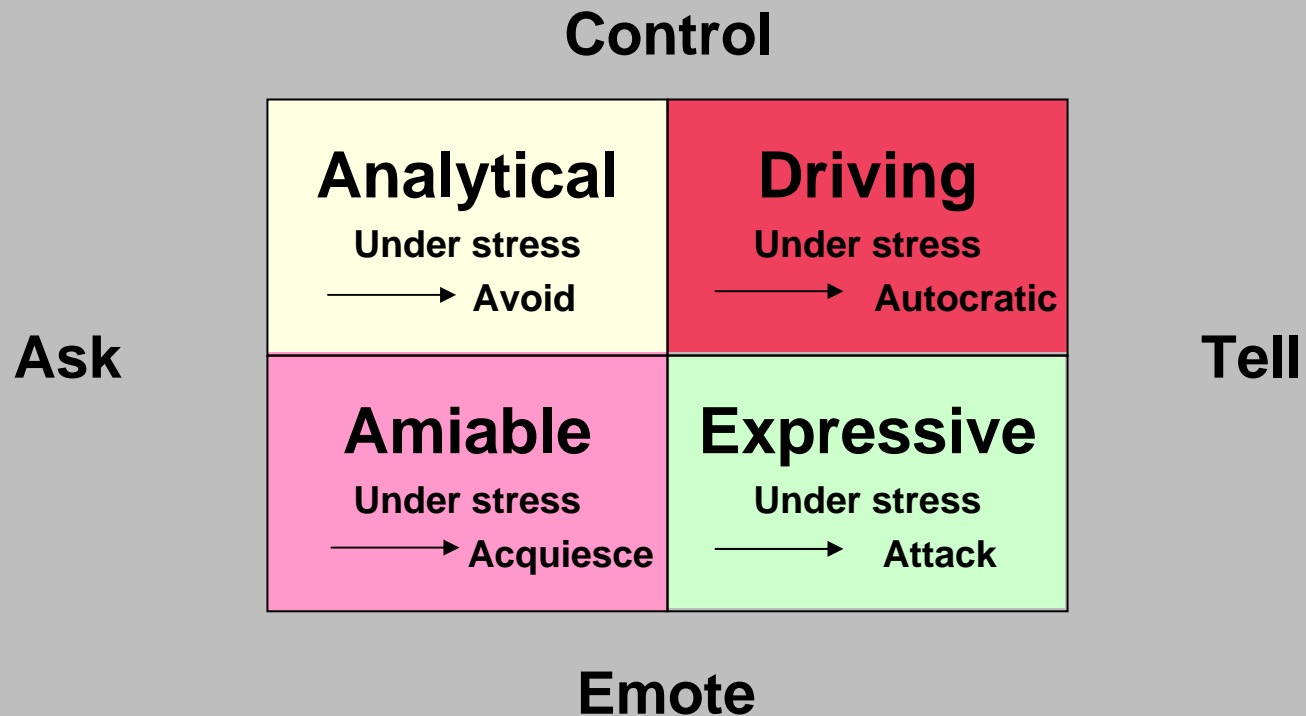 Control
Analytical
Under stress
Avoid
Driving
Under stress
Autocratic
Ask
Tell
Amiable
Under stress
Acquiesce
Expressive
Under stress
Attack
Emote